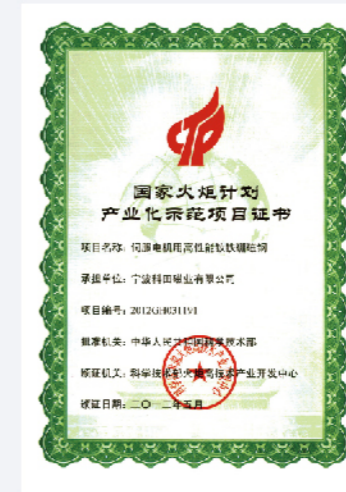 国家火炬计划
产业化示范项目证书
项目名称：伺服电机用高性能钕铁硼磁钢
承担单位：宁波科田磁业有限公司
项目编号：2012GH031191
批准机关：中华人民共和国科学技术部
颁证机关：科学技术部火炬高技术产业开发中心
颁证日期：二〇一二年五月